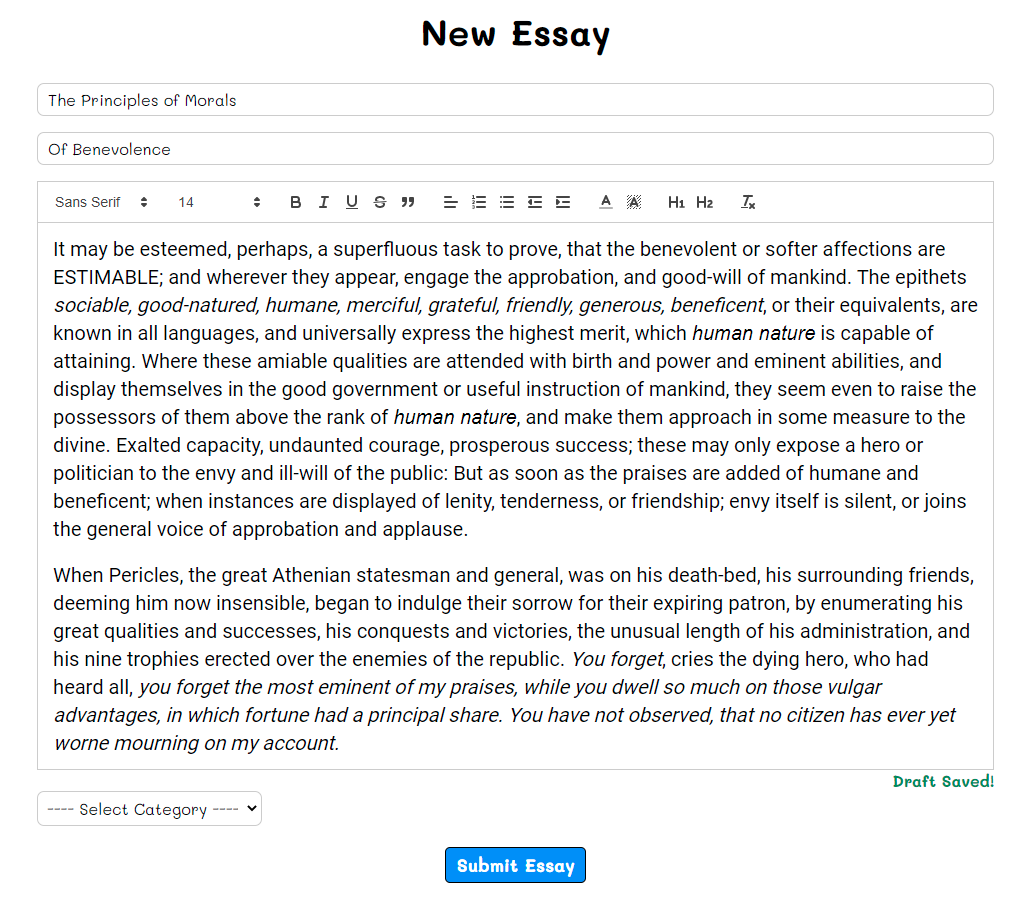 New Essay
The Principles of Morals
Of Benevolence
Sans Serif 14 B I U S ” A A H1 H2 Tx
It may be esteemed, perhaps, a superfluous task to prove, that the benevolent or softer affections are
ESTIMABLE; and wherever they appear, engage the approbation, and good-will of mankind. The epithets
sociable, good-natured, humane, merciful, grateful, friendly, generous, beneficent, or their equivalents, are
known in all languages, and universally express the highest merit, which human nature is capable of
attaining. Where these amiable qualities are attended with birth and power and eminent abilities, and
display themselves in the good government or useful instruction of mankind, they seem even to raise the
possessors of them above the rank of human nature, and make them approach in some measure to the
divine. Exalted capacity, undaunted courage, prosperous success; these may only expose a hero or
politician to the envy and ill-will of the public: But as soon as the praises are added of humane and
beneficent; when instances are displayed of lenity, tenderness, or friendship; envy itself is silent, or joins
the general voice of approbation and applause.
When Pericles, the great Athenian statesman and general, was on his death-bed, his surrounding friends,
deeming him now insensible, began to indulge their sorrow for their expiring patron, by enumerating his
great qualities and successes, his conquests and victories, the unusual length of his administration, and
his nine trophies erected over the enemies of the republic. You forget, cries the dying hero, who had
heard all, you forget the most eminent of my praises, while you dwell so much on those vulgar
advantages, in which fortune had a principal share. You have not observed, that no citizen has ever yet
worne mourning on my account.
Draft Saved!
---- Select Category ----
Submit Essay